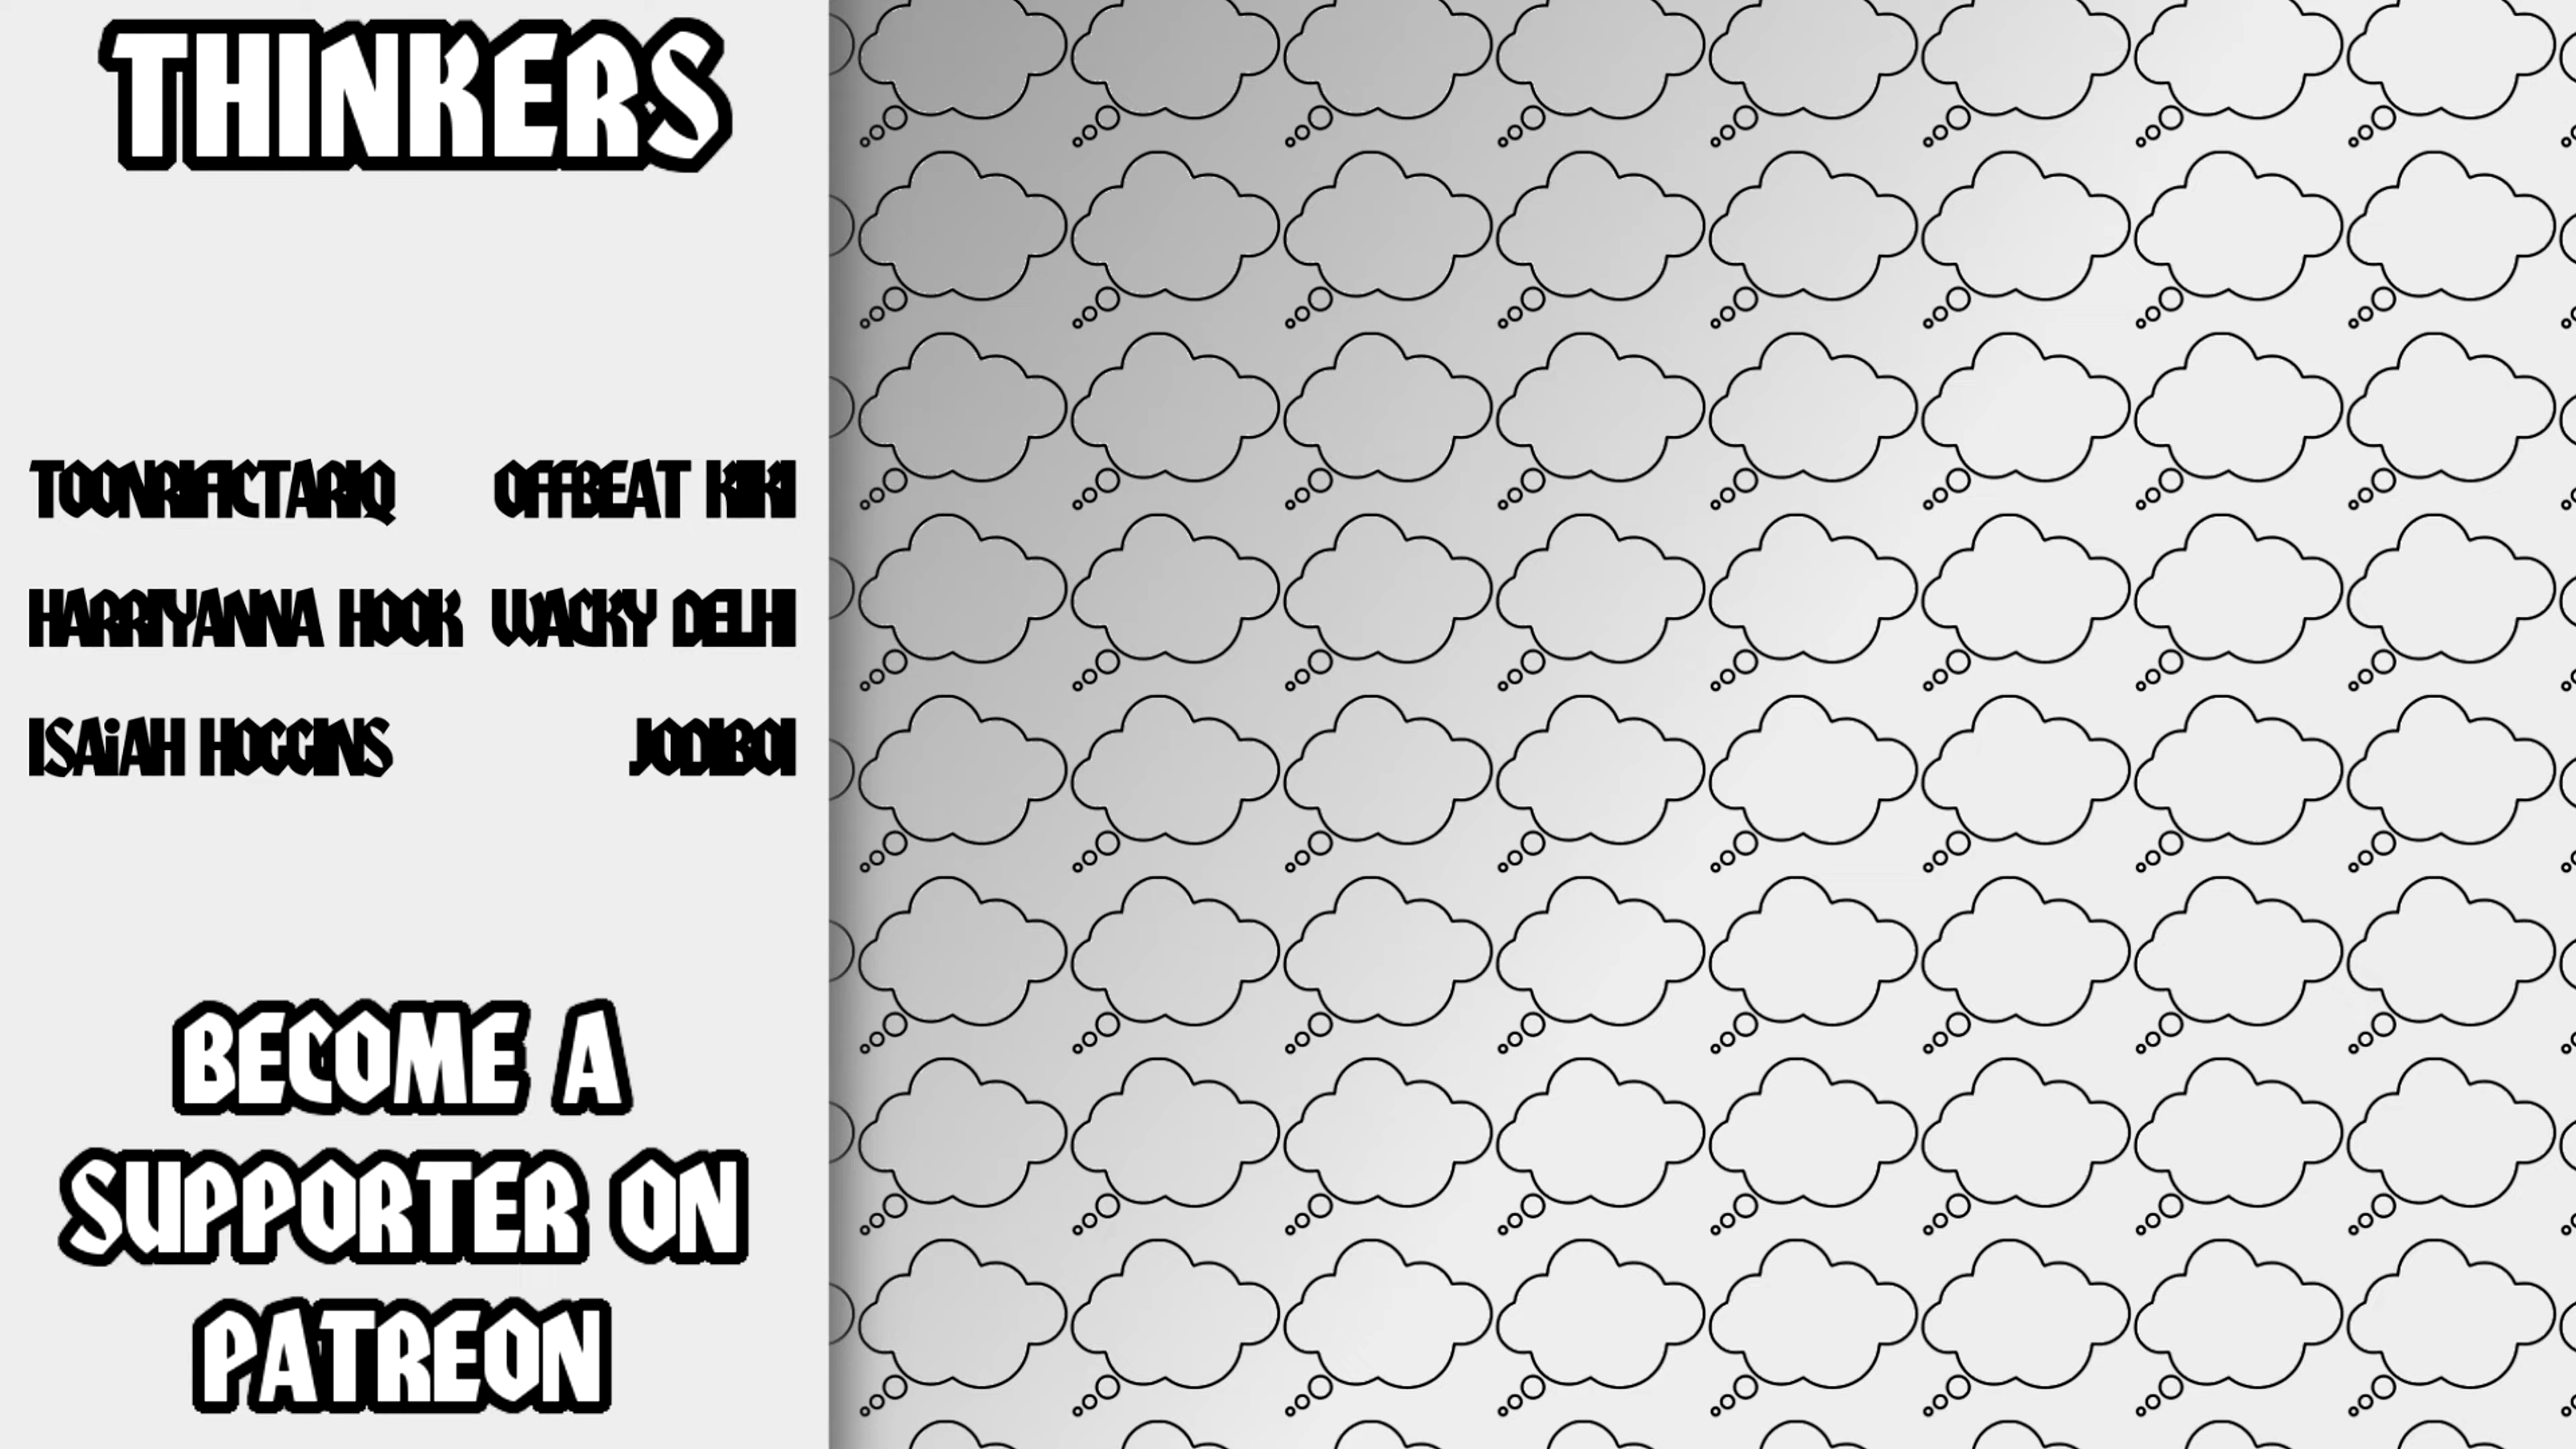 THINKERS
TOONRIFICTARIQ OFFBEAT KIKI
HARRIYANNA HOOK WACKY DELHI
ISAiAH HOGGINS JODIBOI
BECOME A
SUPPORTER ON
PATREON